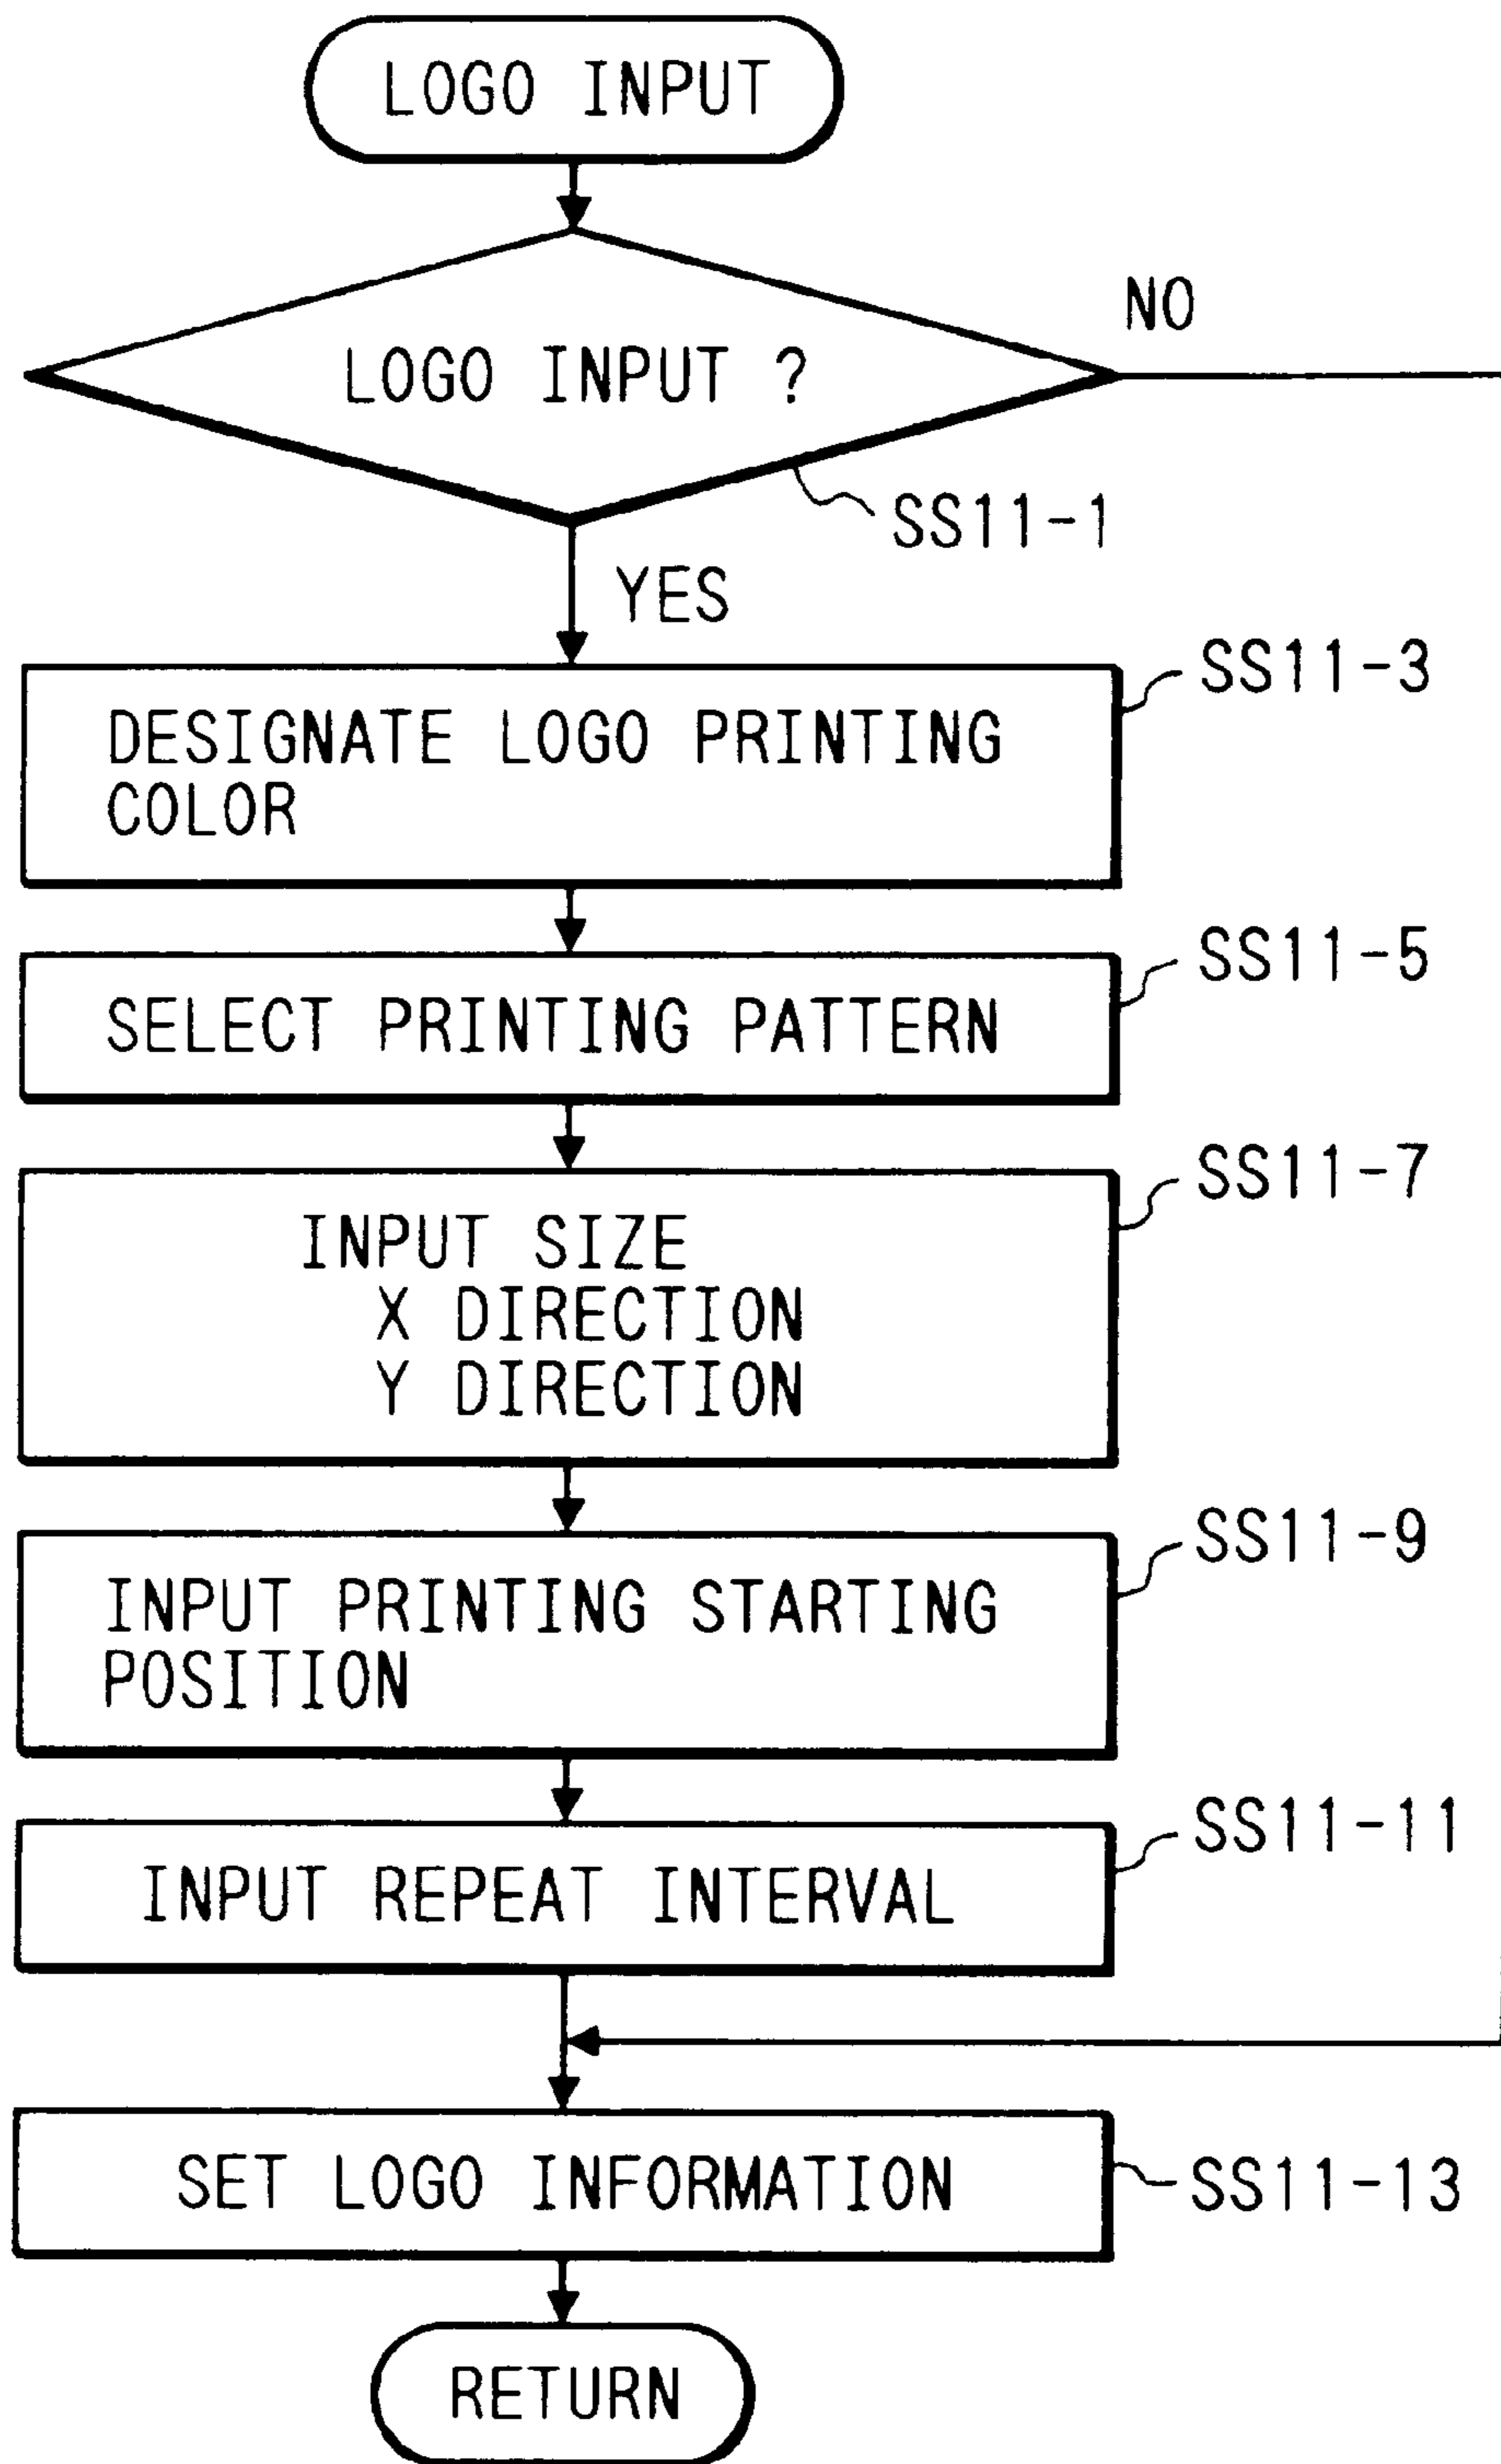 LOGO INPUT
LOGO INPUT ?
NO
SS11-1
YES
SS11-3
DESIGNATE LOGO PRINTING
COLOR
SS11-5
SELECT PRINTING PATTERN
SS11-7
INPUT SIZE
X DIRECTION
Y DIRECTION
SS11-9
INPUT PRINTING STARTING
POSITION
SS11-11
INPUT REPEAT INTERVAL
SET LOGO INFORMATION
SS11-13
RETURN